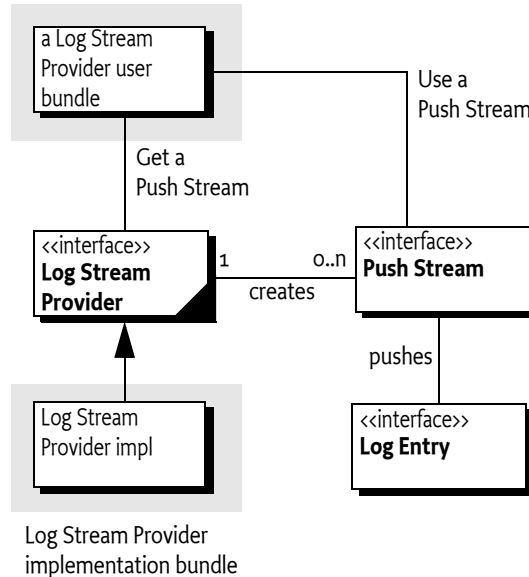 a Log Stream
Provider user
bundle
Use a
Push Stream
Get a
Push Stream
<<interface>>
Log Stream
Provider
1
0..n
creates
<<interface>>
Push Stream
pushes
Log Stream
Provider impl
<<interface>>
Log Entry
Log Stream Provider
implementation bundle